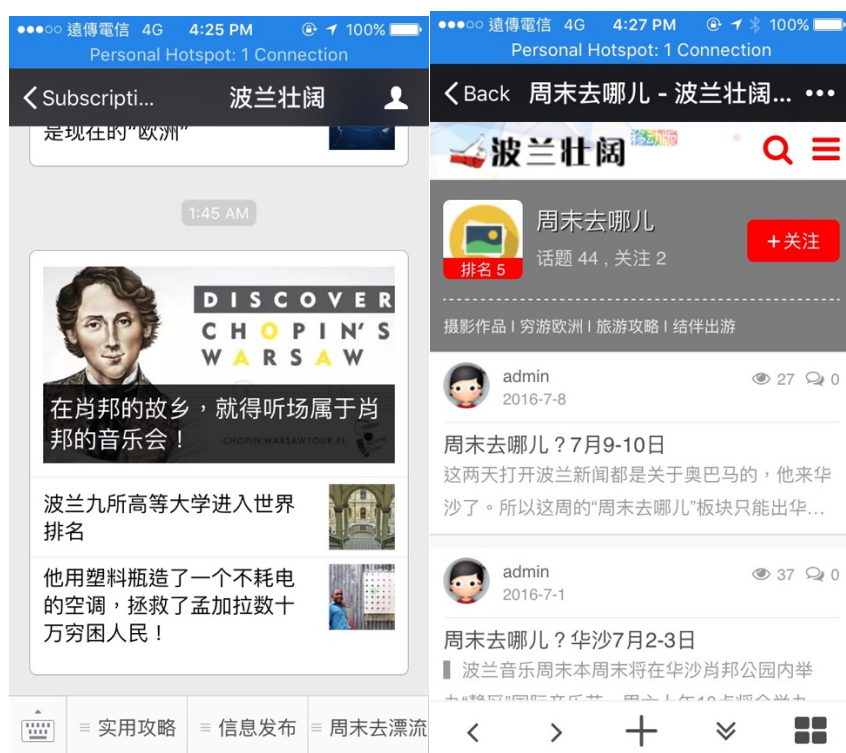 遠傳電信 4G 4:25 PM 100%
Personal Hotspot: 1 Connection
Subscripti... 波兰壮阔
是现在的“欧洲”
1:45 AM
DISCOVER
CHOPIN'S
WARSAW
在肖邦的故乡，就得听场属于肖
邦的音乐会！
CHOPIN.WARSAWTOUR.PL
波兰九所高等大学进入世界
排名
他用塑料瓶造了一个不耗电
的空调，拯救了孟加拉数十
万穷困人民！
实用攻略 信息发布 周末去漂流
遠傳電信 4G 4:27 PM 100%
Personal Hotspot: 1 Connection
Back 周末去哪儿 - 波兰壮阔...
波兰壮阔
周末去哪儿
话题 44 , 关注 2
+关注
排名 5
摄影作品 | 穷游欧洲 | 旅游攻略 | 结伴出游
admin 27 0
2016-7-8
周末去哪儿？7月9-10日
这两天打开波兰新闻都是关于奥巴马的，他来华
沙了。所以这周的“周末去哪儿”板块只能出华...
admin 37 0
2016-7-1
周末去哪儿？华沙7月2-3日
波兰音乐周末本周末将在华沙肖邦公园内举